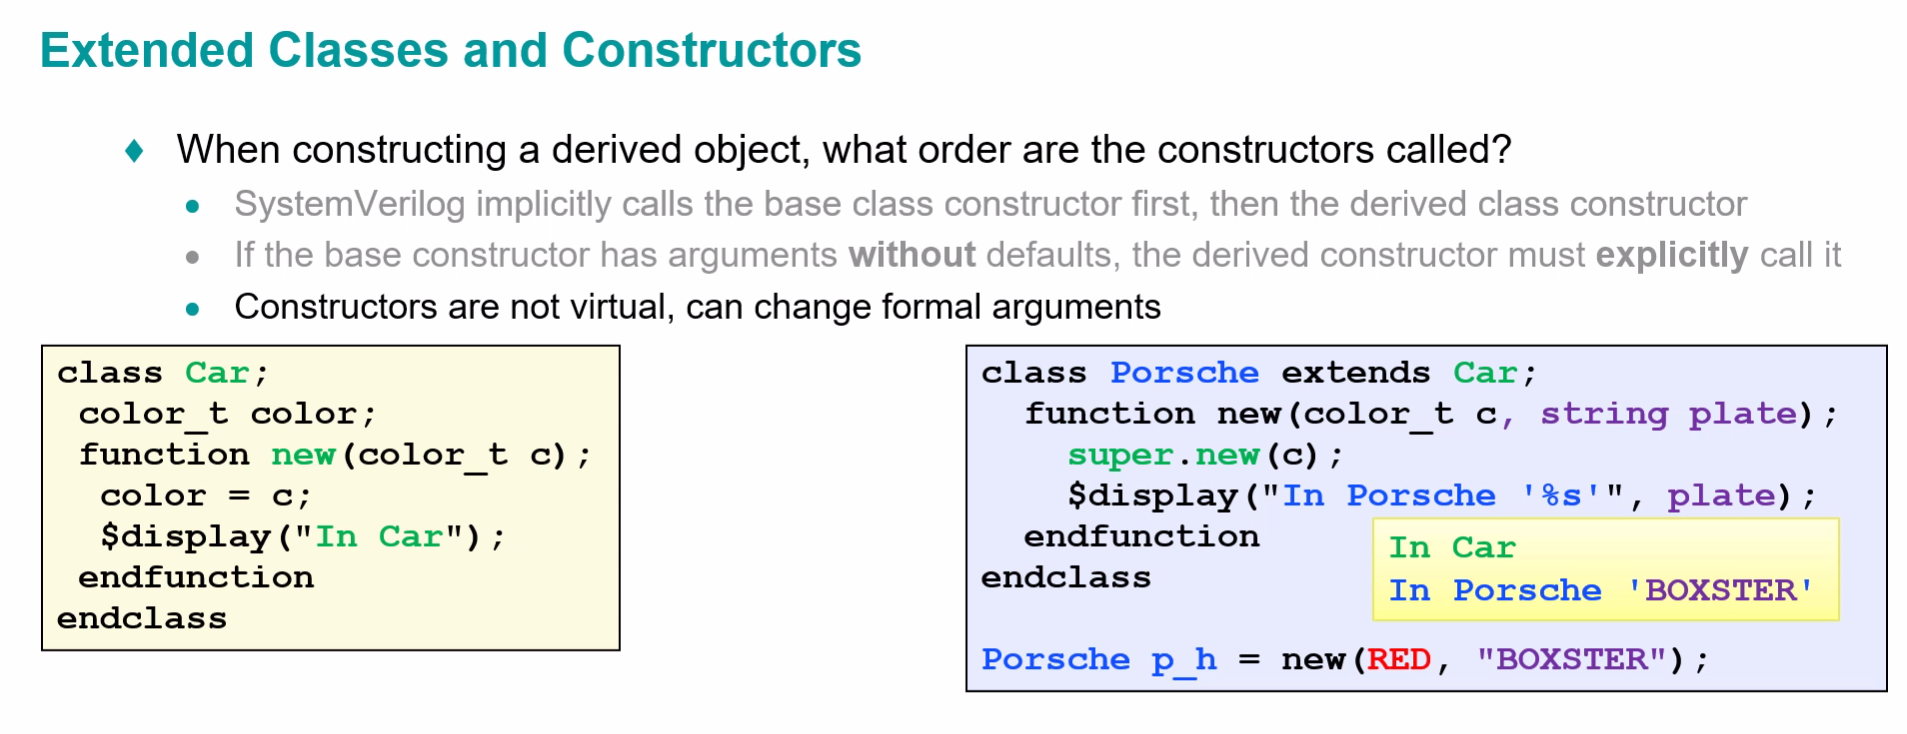 Extended Classes and Constructors
♦ When constructing a derived object, what order are the constructors called?
• SystemVerilog implicitly calls the base class constructor first, then the derived class constructor
• If the base constructor has arguments without defaults, the derived constructor must explicitly call it
• Constructors are not virtual, can change formal arguments
class Car;
color_t color;
function new(color_t c);
color = c;
$display("In Car");
endfunction
endclass
class Porsche extends Car;
function new(color_t c, string plate);
super.new(c);
$display("In Porsche '%s'", plate);
endfunction
endclass
In Car
In Porsche 'BOXSTER'
Porsche p_h = new(RED, "BOXSTER");